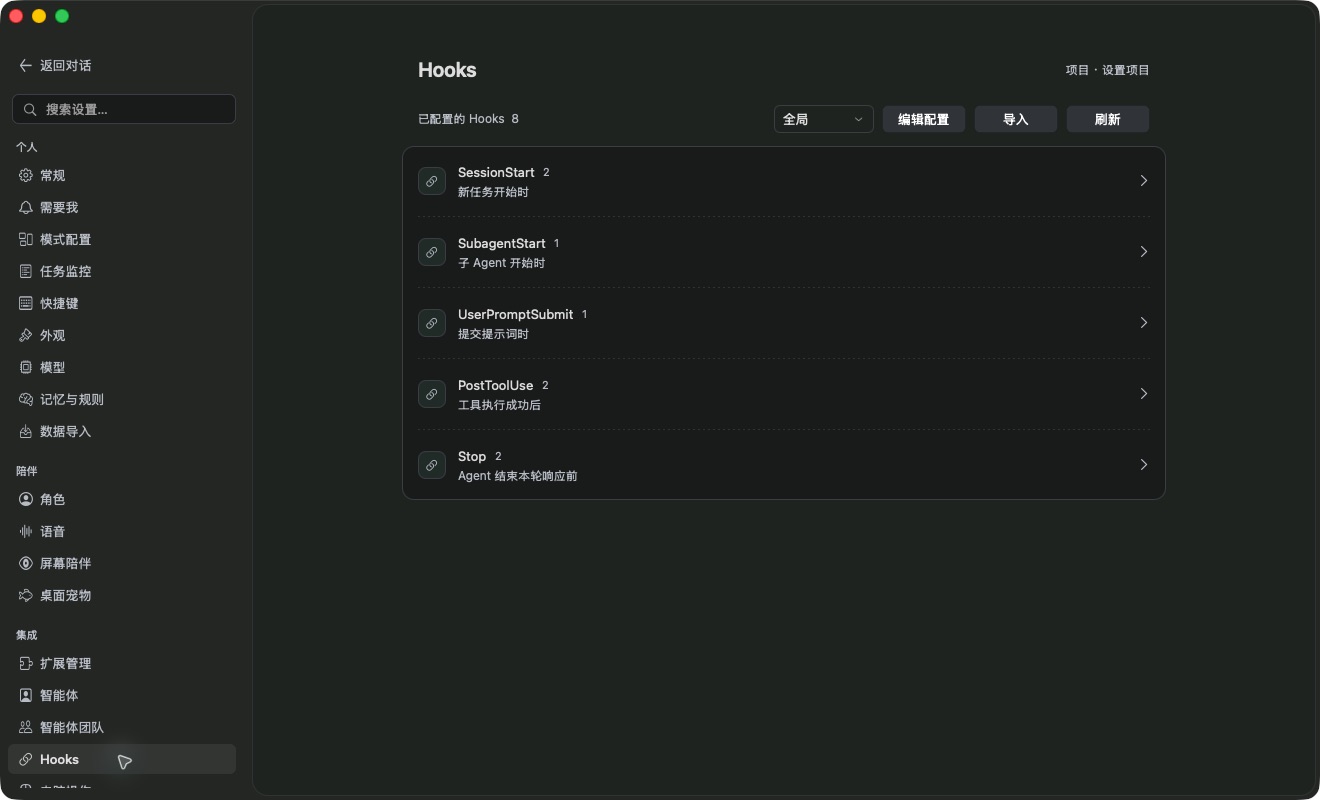 返回对话
搜索设置...
个人
常规
需要我
模式配置
任务监控
快捷键
外观
模型
记忆与规则
数据导入
陪伴
角色
语音
屏幕陪伴
桌面宠物
集成
扩展管理
智能体
智能体团队
Hooks
Hooks
项目 · 设置项目
已配置的 Hooks 8
全局
编辑配置
导入
刷新
SessionStart 2
新任务开始时
SubagentStart 1
子 Agent 开始时
UserPromptSubmit 1
提交提示词时
PostToolUse 2
工具执行成功后
Stop 2
Agent 结束本轮响应前